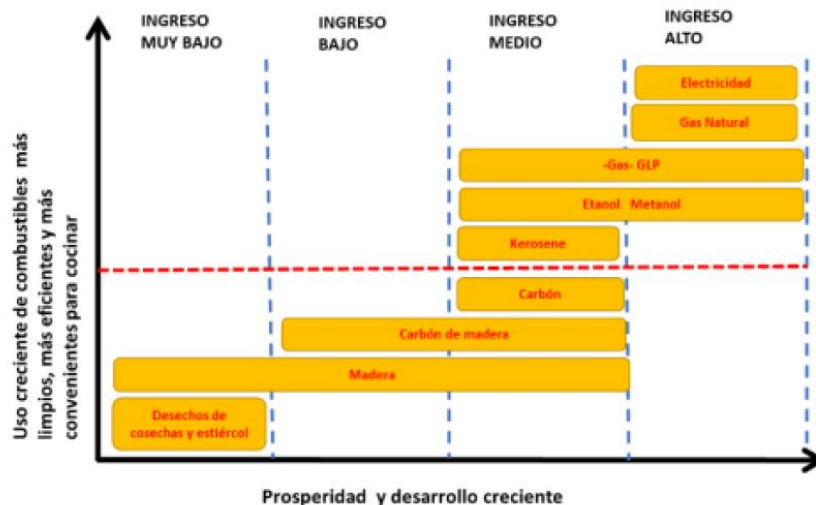 INGRESO
MUY BAJO
INGRESO
BAJO
INGRESO
MEDIO
INGRESO
ALTO
Uso creciente de combustibles más
limpios, más eficientes y más
convenientes para cocinar
Electricidad
Gas Natural
-Gas- GLP
Etanol Metanol
Kerosene
Carbón
Carbón de madera
Madera
Desechos de
cosechas y estiércol
Prosperidad y desarrollo creciente